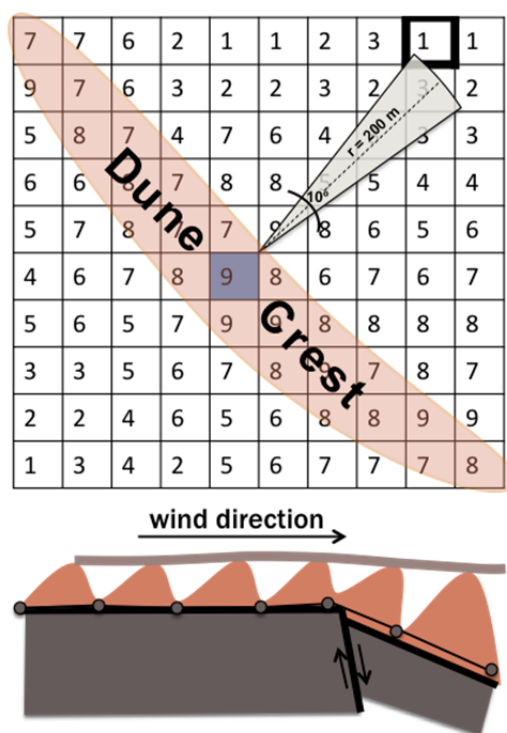 7 7 6 2 1 1 2 3 1 1
9 7 6 3 2 2 3 2 3 2
5 8 7 4 7 6 4 3 3
r = 200 m
6 6 7 8 8 5 5 4 4
10°
Dune
5 7 8 7 9 8 6 5 6
4 6 7 8 9 8 6 7 6 7
Crest
5 6 5 7 9 9 8 8 8 8
3 3 5 6 7 8 7 8 7
2 2 4 6 5 6 8 8 9 9
1 3 4 2 5 6 7 7 7 8
wind direction